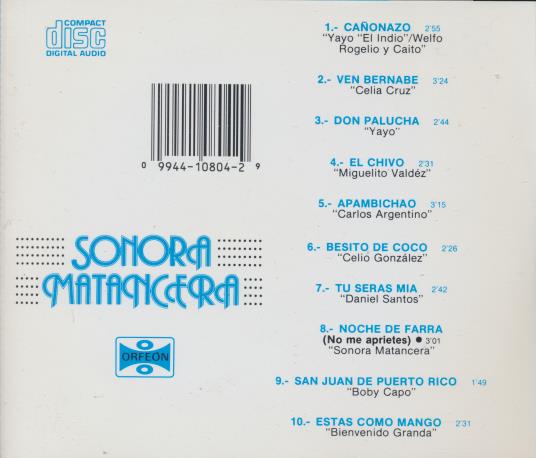 COMPACT
disc
DIGITAL AUDIO
0 9944-10804-2 9
SONORA
MATANCERA
ORFEÓN
1.- CAÑONAZO 2'55
"Yayo "El Indio"/Welfo
Rogelio y Caito"
2.- VEN BERNABE 3'24
"Celia Cruz"
3.- DON PALUCHA 2'44
"Yayo"
4.- EL CHIVO 2'31
"Miguelito Valdéz"
5.- APAMBICHAO 3'15
"Carlos Argentino"
6.- BESITO DE COCO 2'26
"Celio González"
7.- TU SERAS MIA 2'42
"Daniel Santos"
8.- NOCHE DE FARRA
(No me aprietes) ● 3'01
"Sonora Matancera"
9.- SAN JUAN DE PUERTO RICO 1'49
"Boby Capo"
10.- ESTAS COMO MANGO 2'31
"Bienvenido Granda"